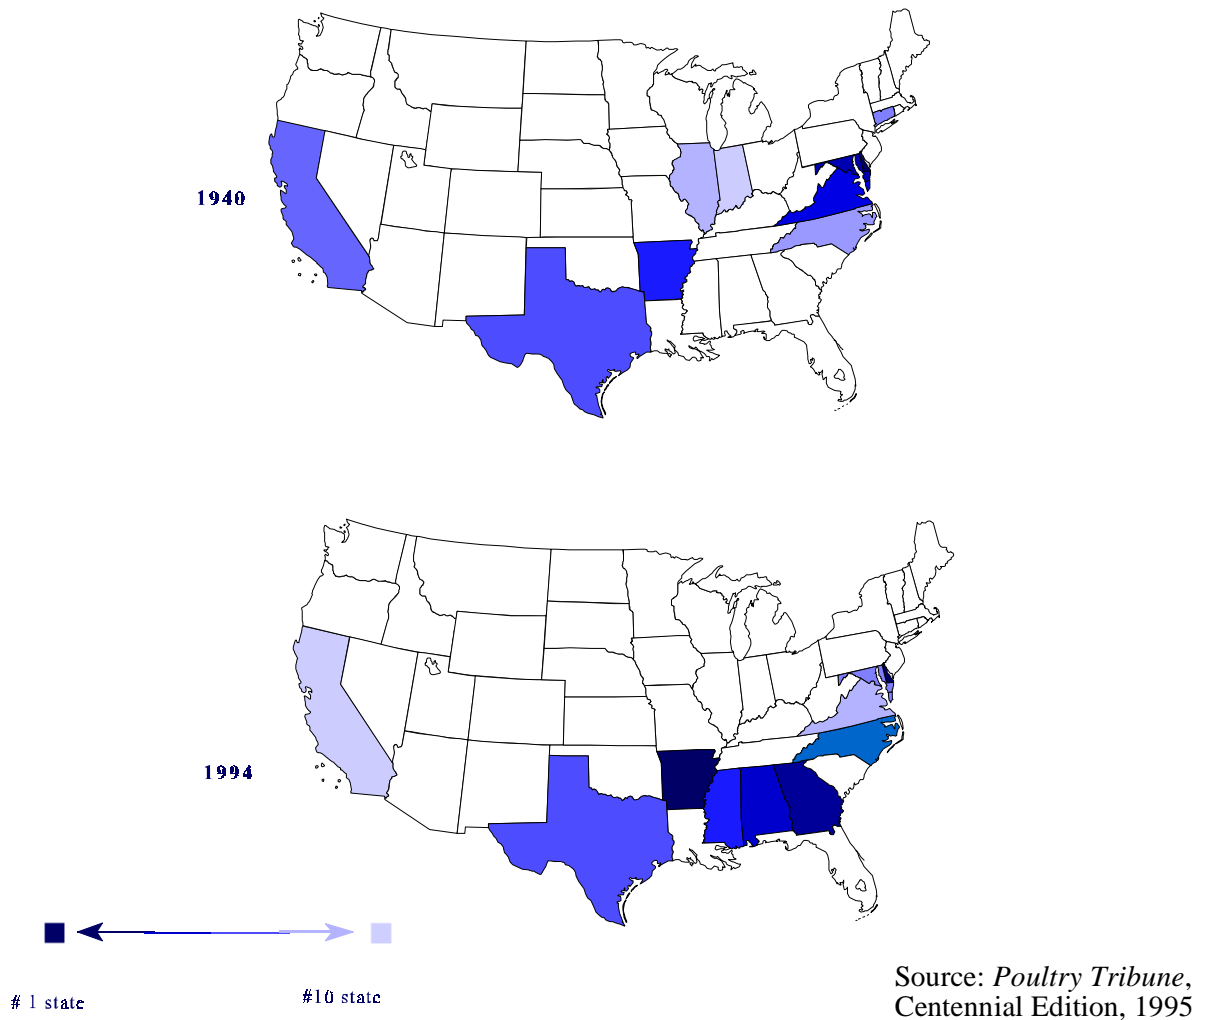 1940
1994
# 1 state
#10 state
Source: Poultry Tribune,
Centennial Edition, 1995